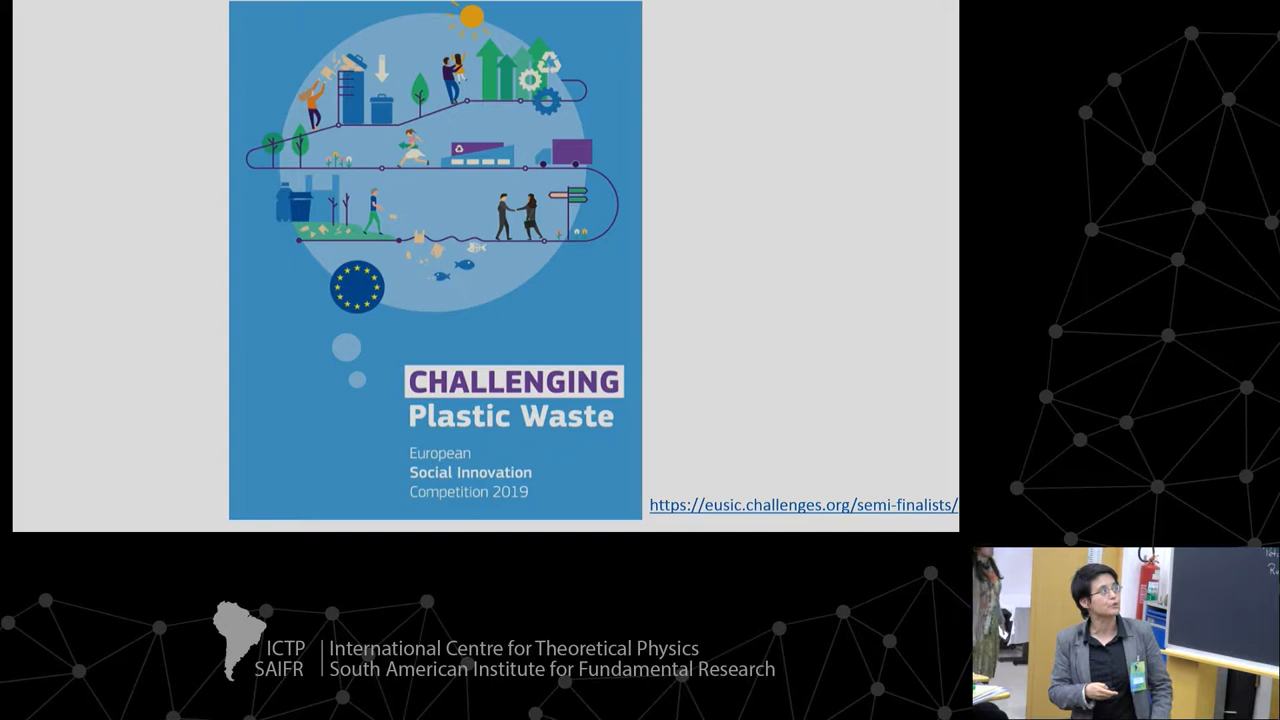 CHALLENGING
Plastic Waste
European
Social Innovation
Competition 2019
https://eusic.challenges.org/semi-finalists/
ICTP
SAIFR
International Centre for Theoretical Physics
South American Institute for Fundamental Research